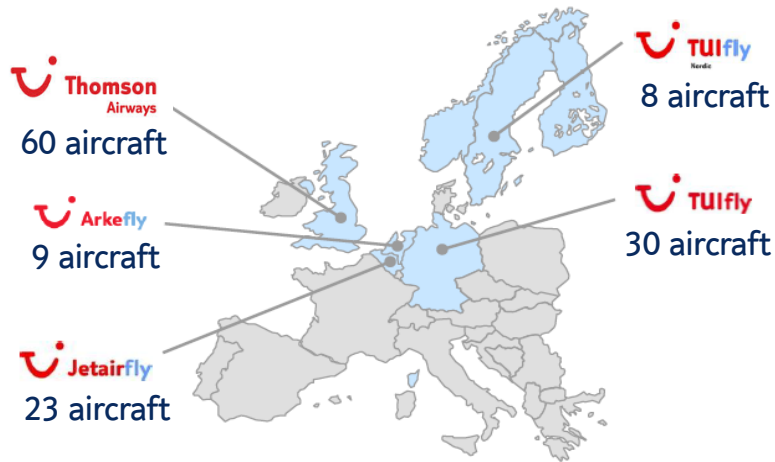 Thomson
Airways
60 aircraft
Arkefly
9 aircraft
Jetairfly
23 aircraft
TUIfly
Nordic
8 aircraft
TUIfly
30 aircraft